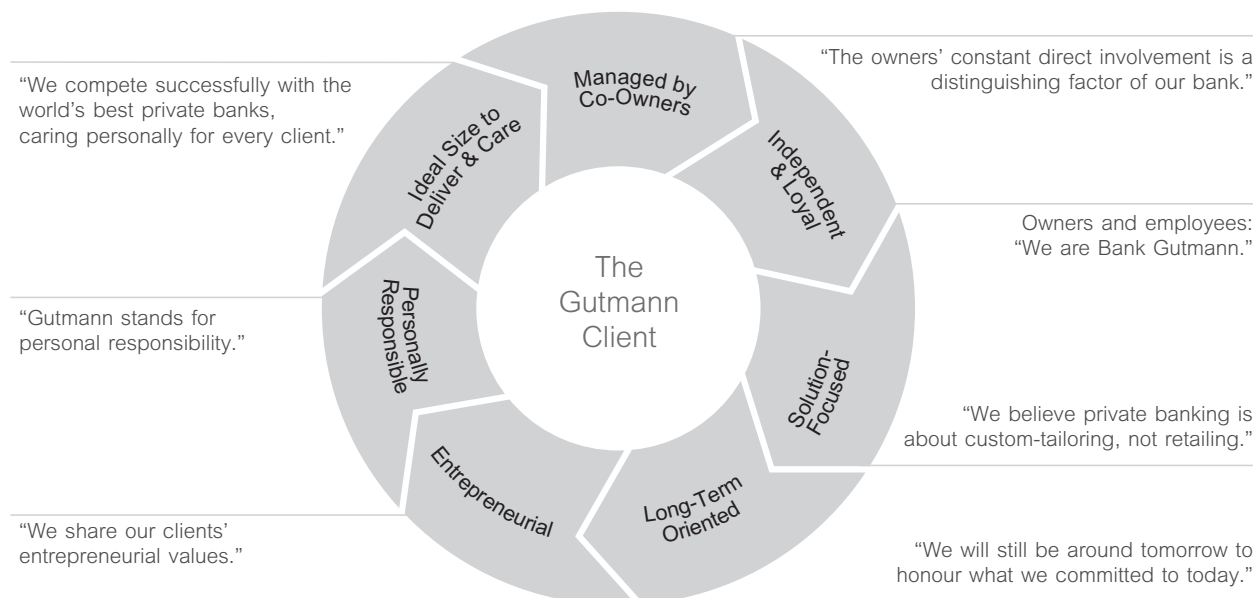 “We compete successfully with the
world’s best private banks,
caring personally for every client.”
Managed by
Co-Owners
“The owners’ constant direct involvement is a
distinguishing factor of our bank.”
Ideal Size to
Deliver & Care
Independent
& Loyal
Owners and employees:
“We are Bank Gutmann.”
The
Gutmann
Client
“Gutmann stands for
personal responsibility.”
Personally
Responsible
Solution-
Focused
“We believe private banking is
about custom-tailoring, not retailing.”
Entrepreneurial
Long-Term
Oriented
“We share our clients’
entrepreneurial values.”
“We will still be around tomorrow to
honour what we committed to today.”